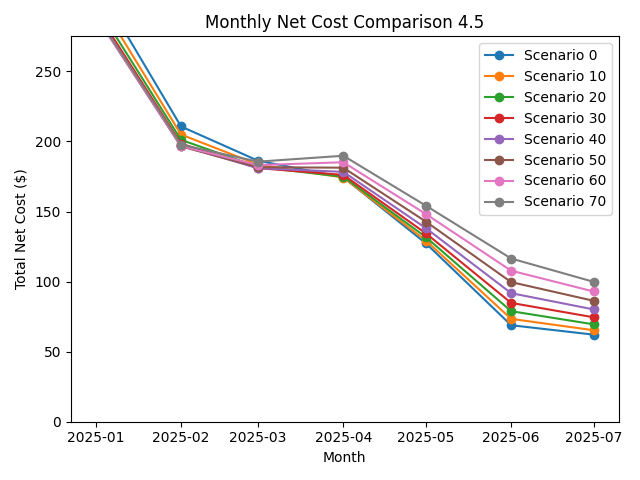 Monthly Net Cost Comparison 4.5
Total Net Cost ($)
250
200
150
100
50
0
Scenario 0
Scenario 10
Scenario 20
Scenario 30
Scenario 40
Scenario 50
Scenario 60
Scenario 70
2025-01 2025-02 2025-03 2025-04 2025-05 2025-06 2025-07
Month